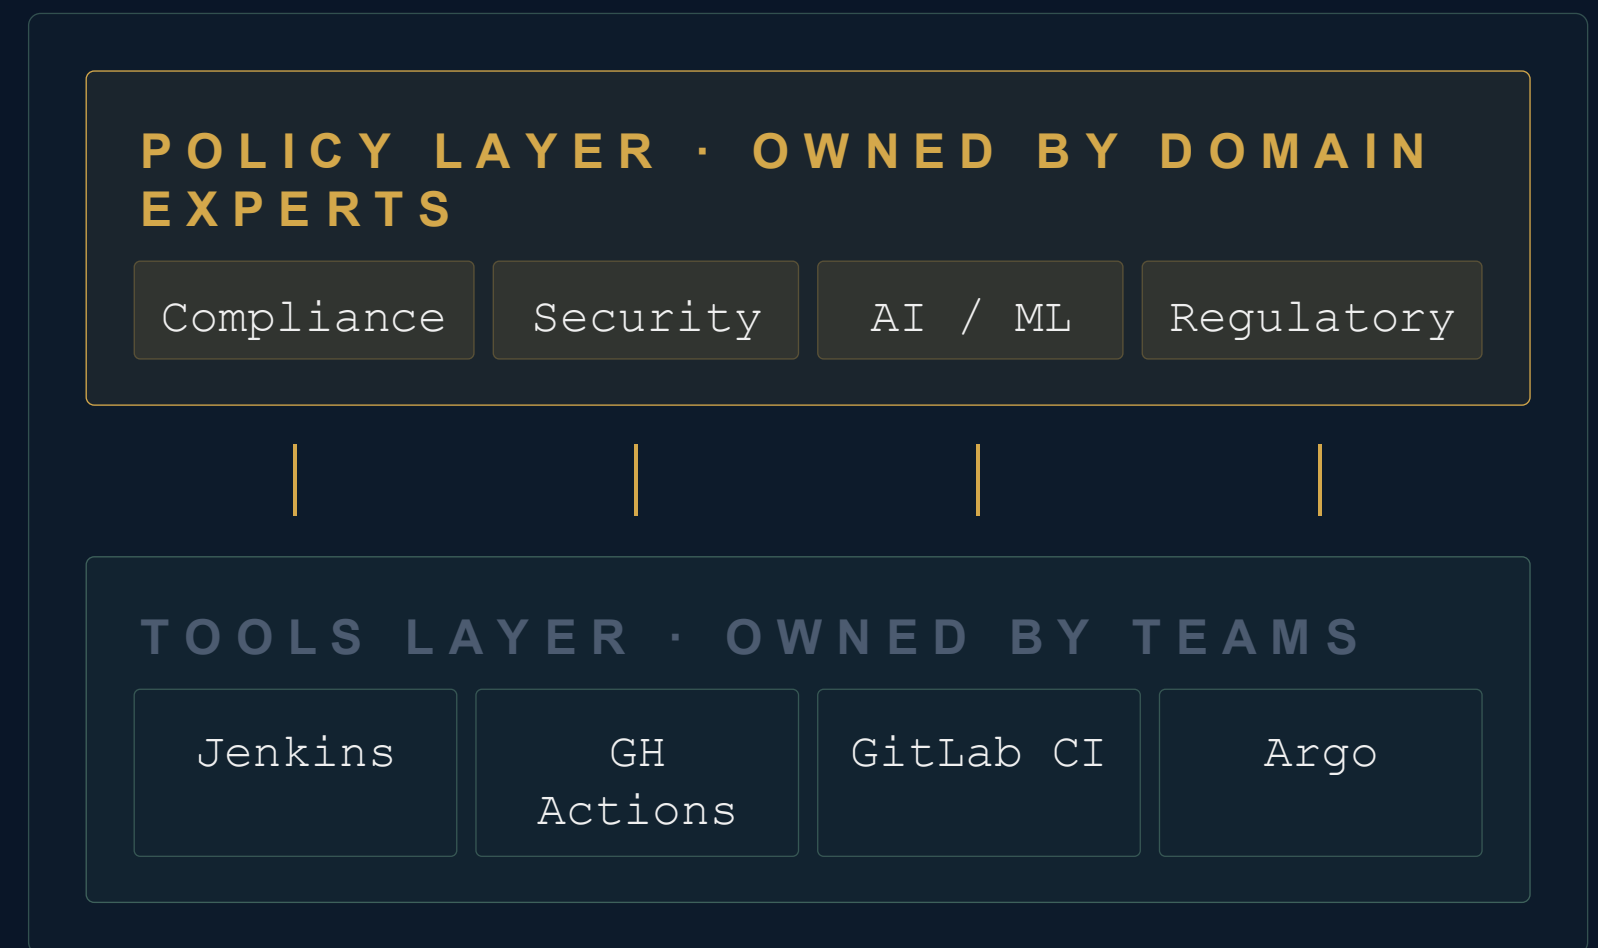 POLICY LAYER · OWNED BY DOMAIN
EXPERTS
Compliance
Security
AI / ML
Regulatory
TOOLS LAYER · OWNED BY TEAMS
Jenkins
GH
Actions
GitLab CI
Argo